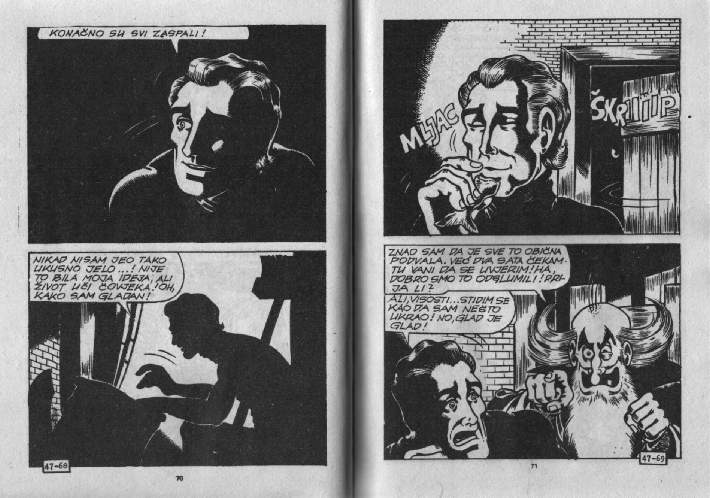 KONAČNO SU SVI ZASPALI!
NIKAD NISAM JEO TAKO
UKUSNO JELO...! NIJE
TO BILA MOJA IDEJA, ALI
ŽIVOT UČI ČOVJEKA! OH,
KAKO SAM GLADAN!
47-68
70
MLJAC
ŠKRIIIIP
ZNAO SAM DA JE SVE TO OBIČNA
PODVALA. VEĆ DVA SATA ČEKAM
TU VANI DA SE UVJERIM! HA,
DOBRO SMO TO ODGLUMILI! PRI-
JA LI?
ALI, VISOSTI... STIDIM SE
KAO DA SAM NEŠTO
UKRAO! NO, GLAD JE
GLAD!
71
47-69